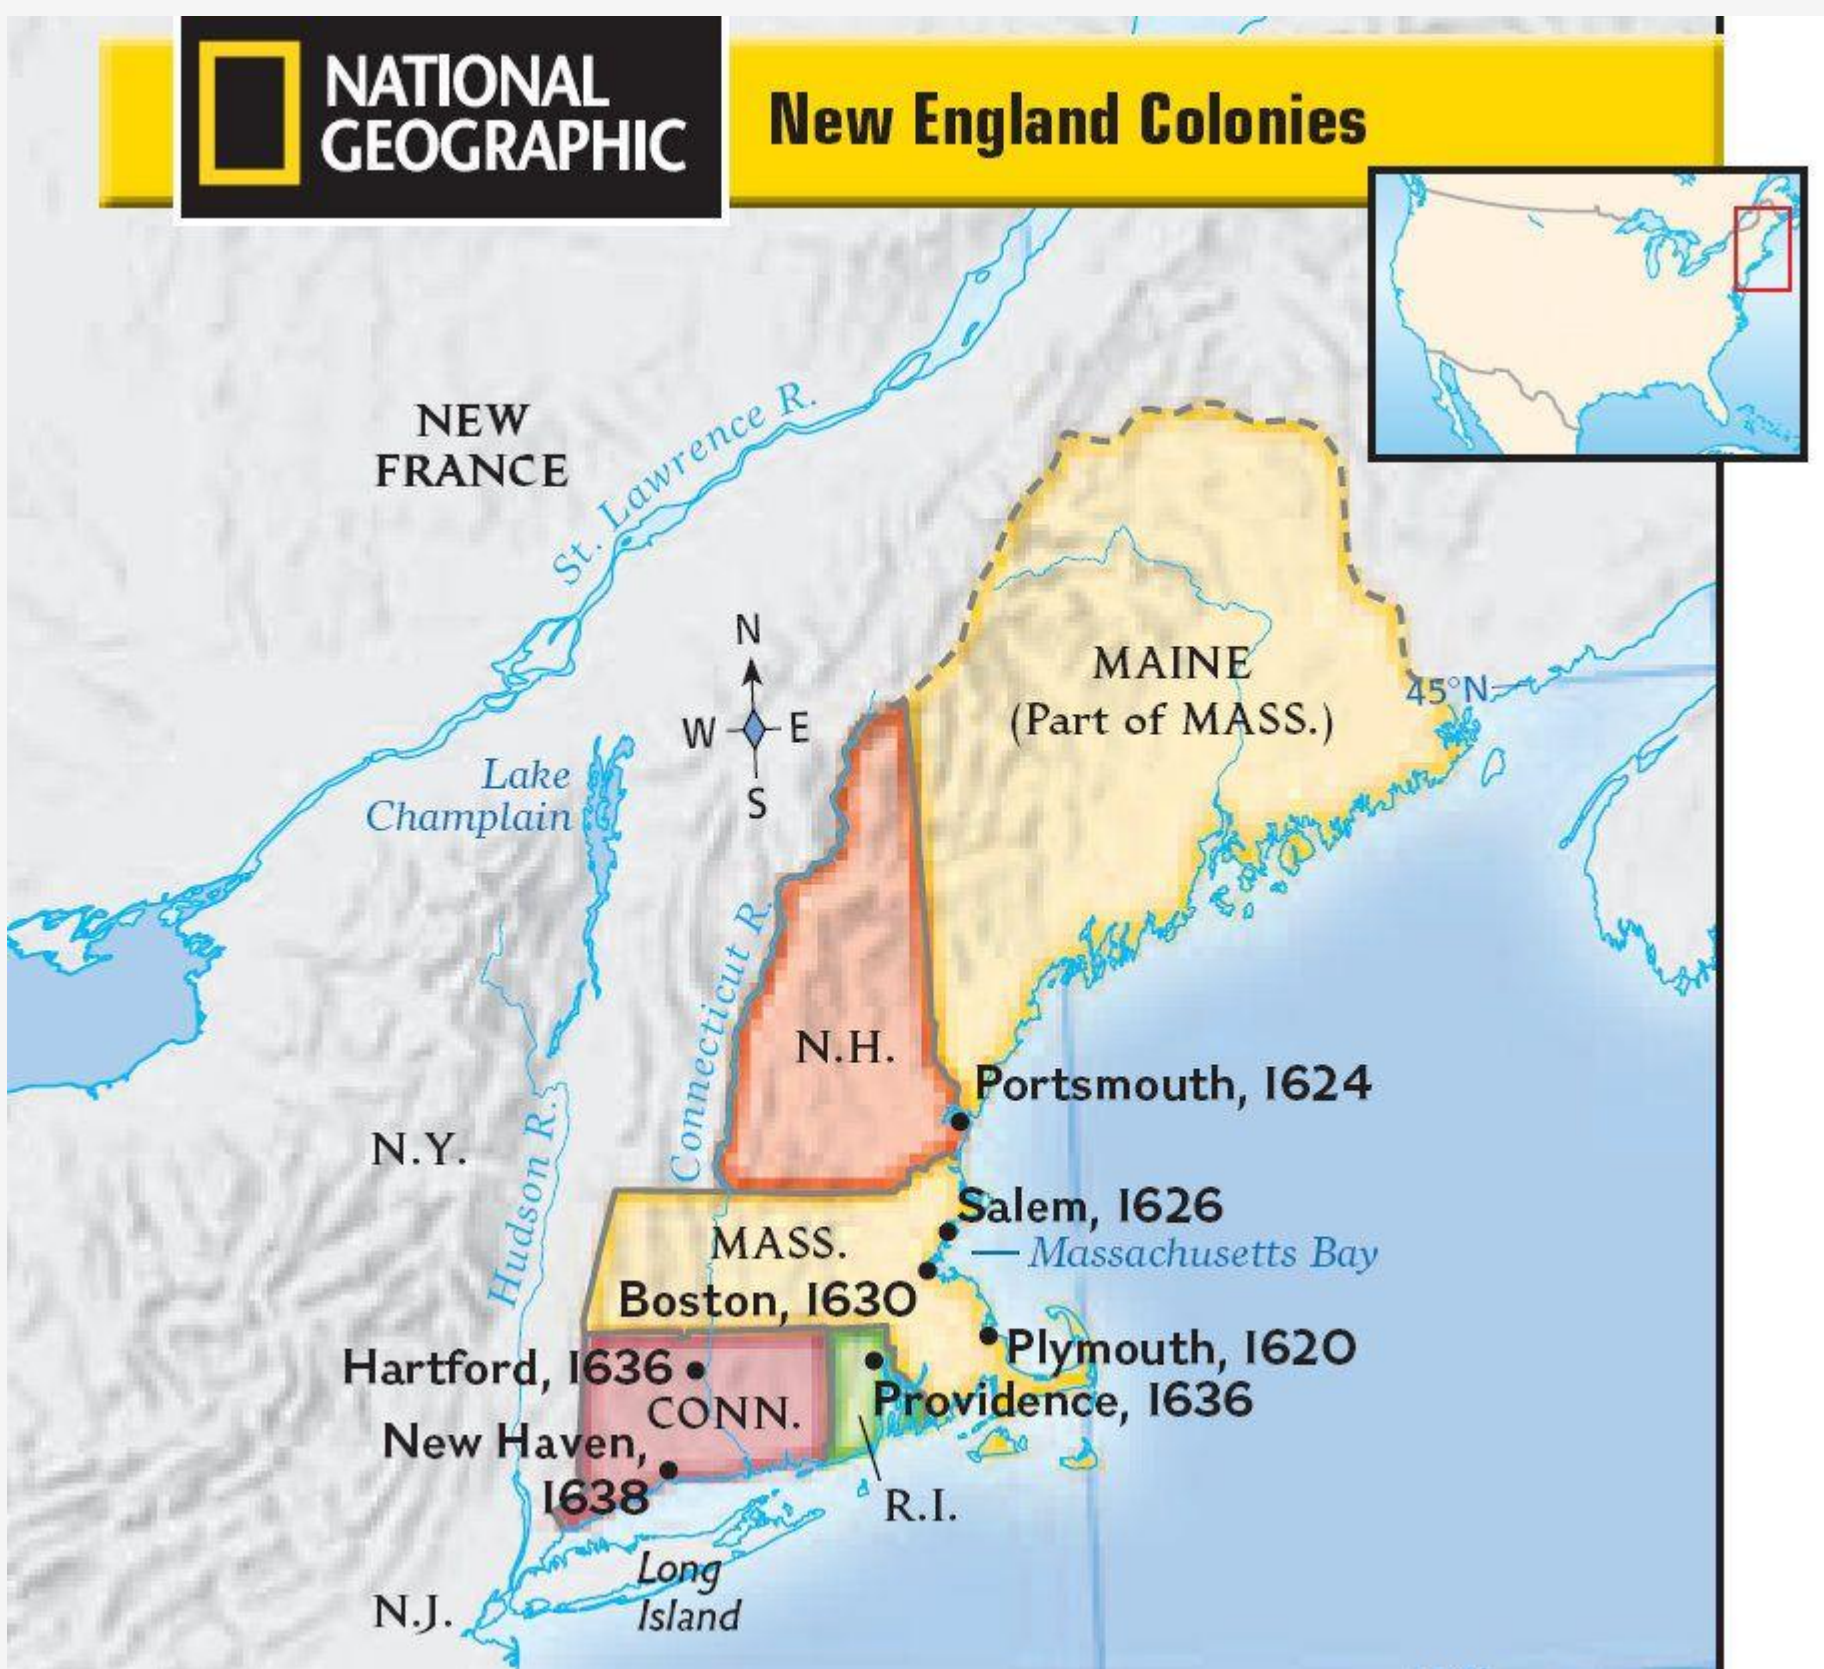 NATIONAL
GEOGRAPHIC
New England Colonies
NEW
FRANCE
St. Lawrence R.
N
W E
S
MAINE
(Part of MASS.)
45°N
Lake
Champlain
Connecticut R.
N.H.
Portsmouth, 1624
N.Y.
Hudson R.
Salem, 1626
MASS.
Massachusetts Bay
Boston, 1630
Plymouth, 1620
Hartford, 1636
Providence, 1636
CONN.
New Haven,
1638
R.I.
Long
Island
N.J.